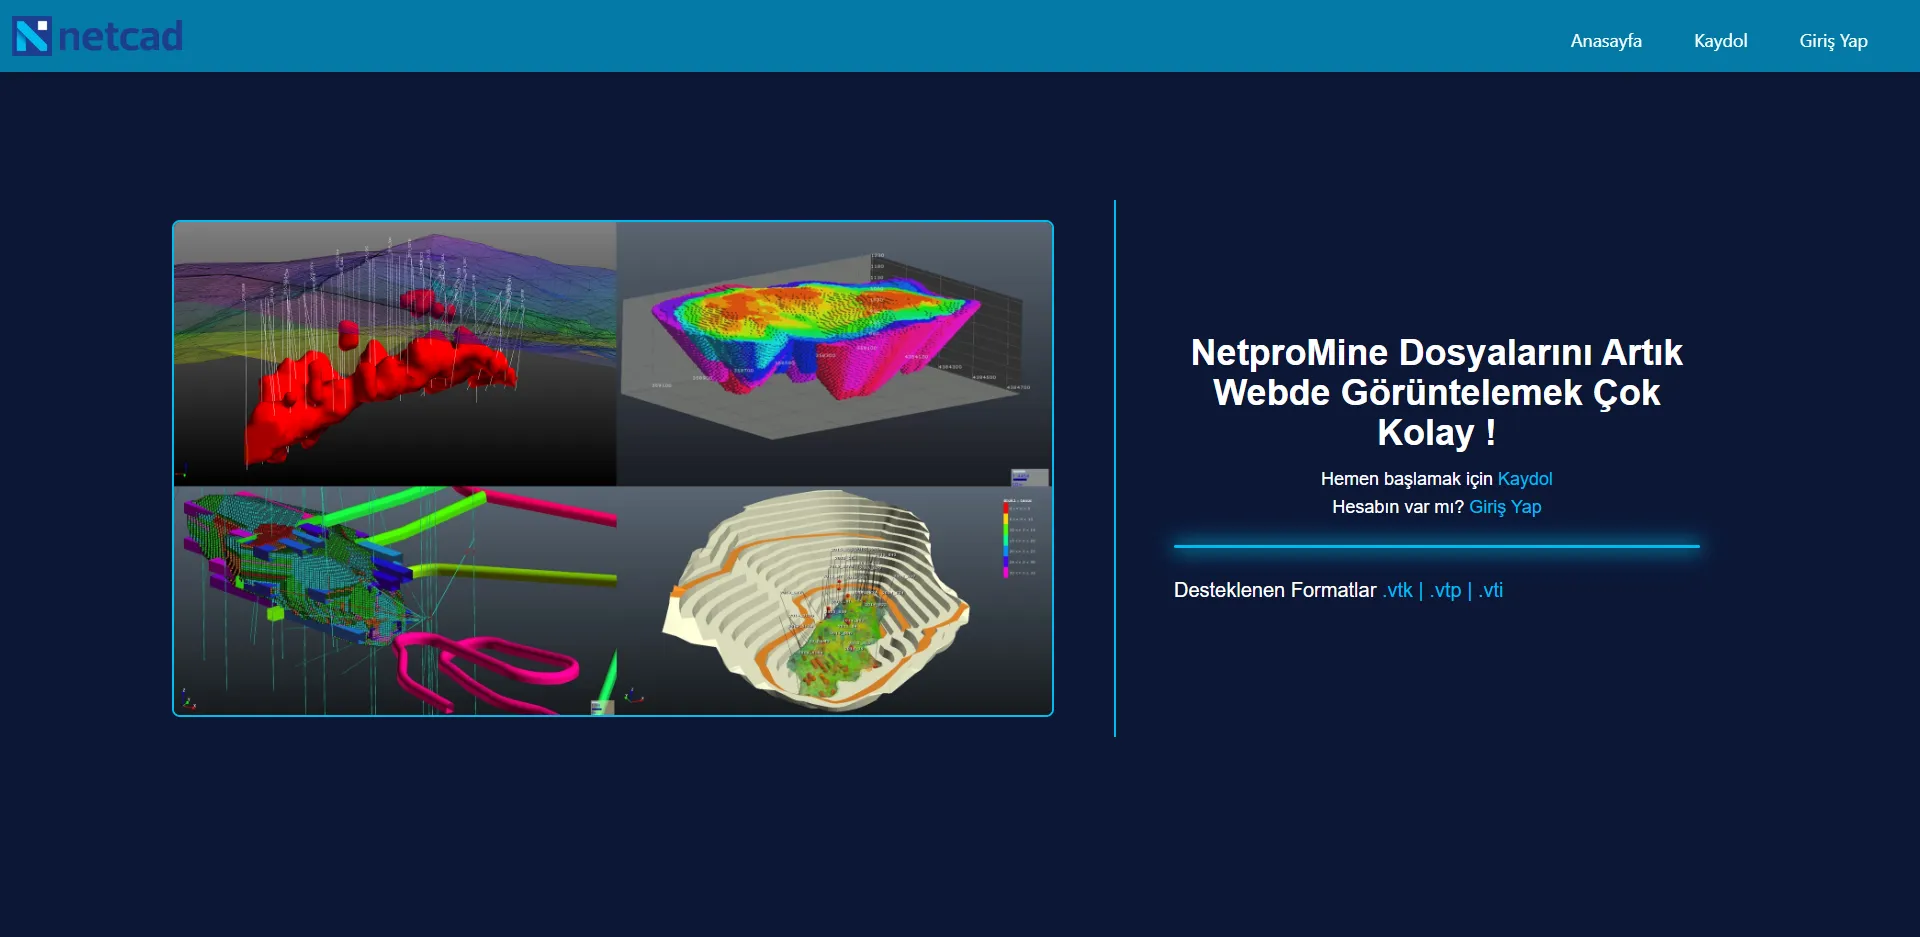 netcad
Anasayfa
Kaydol
Giriş Yap
NetproMine Dosyalarını Artık
Webde Görüntelemek Çok
Kolay !
Hemen başlamak için Kaydol
Hesabın var mı? Giriş Yap
Desteklenen Formatlar .vtk | .vtp | .vti